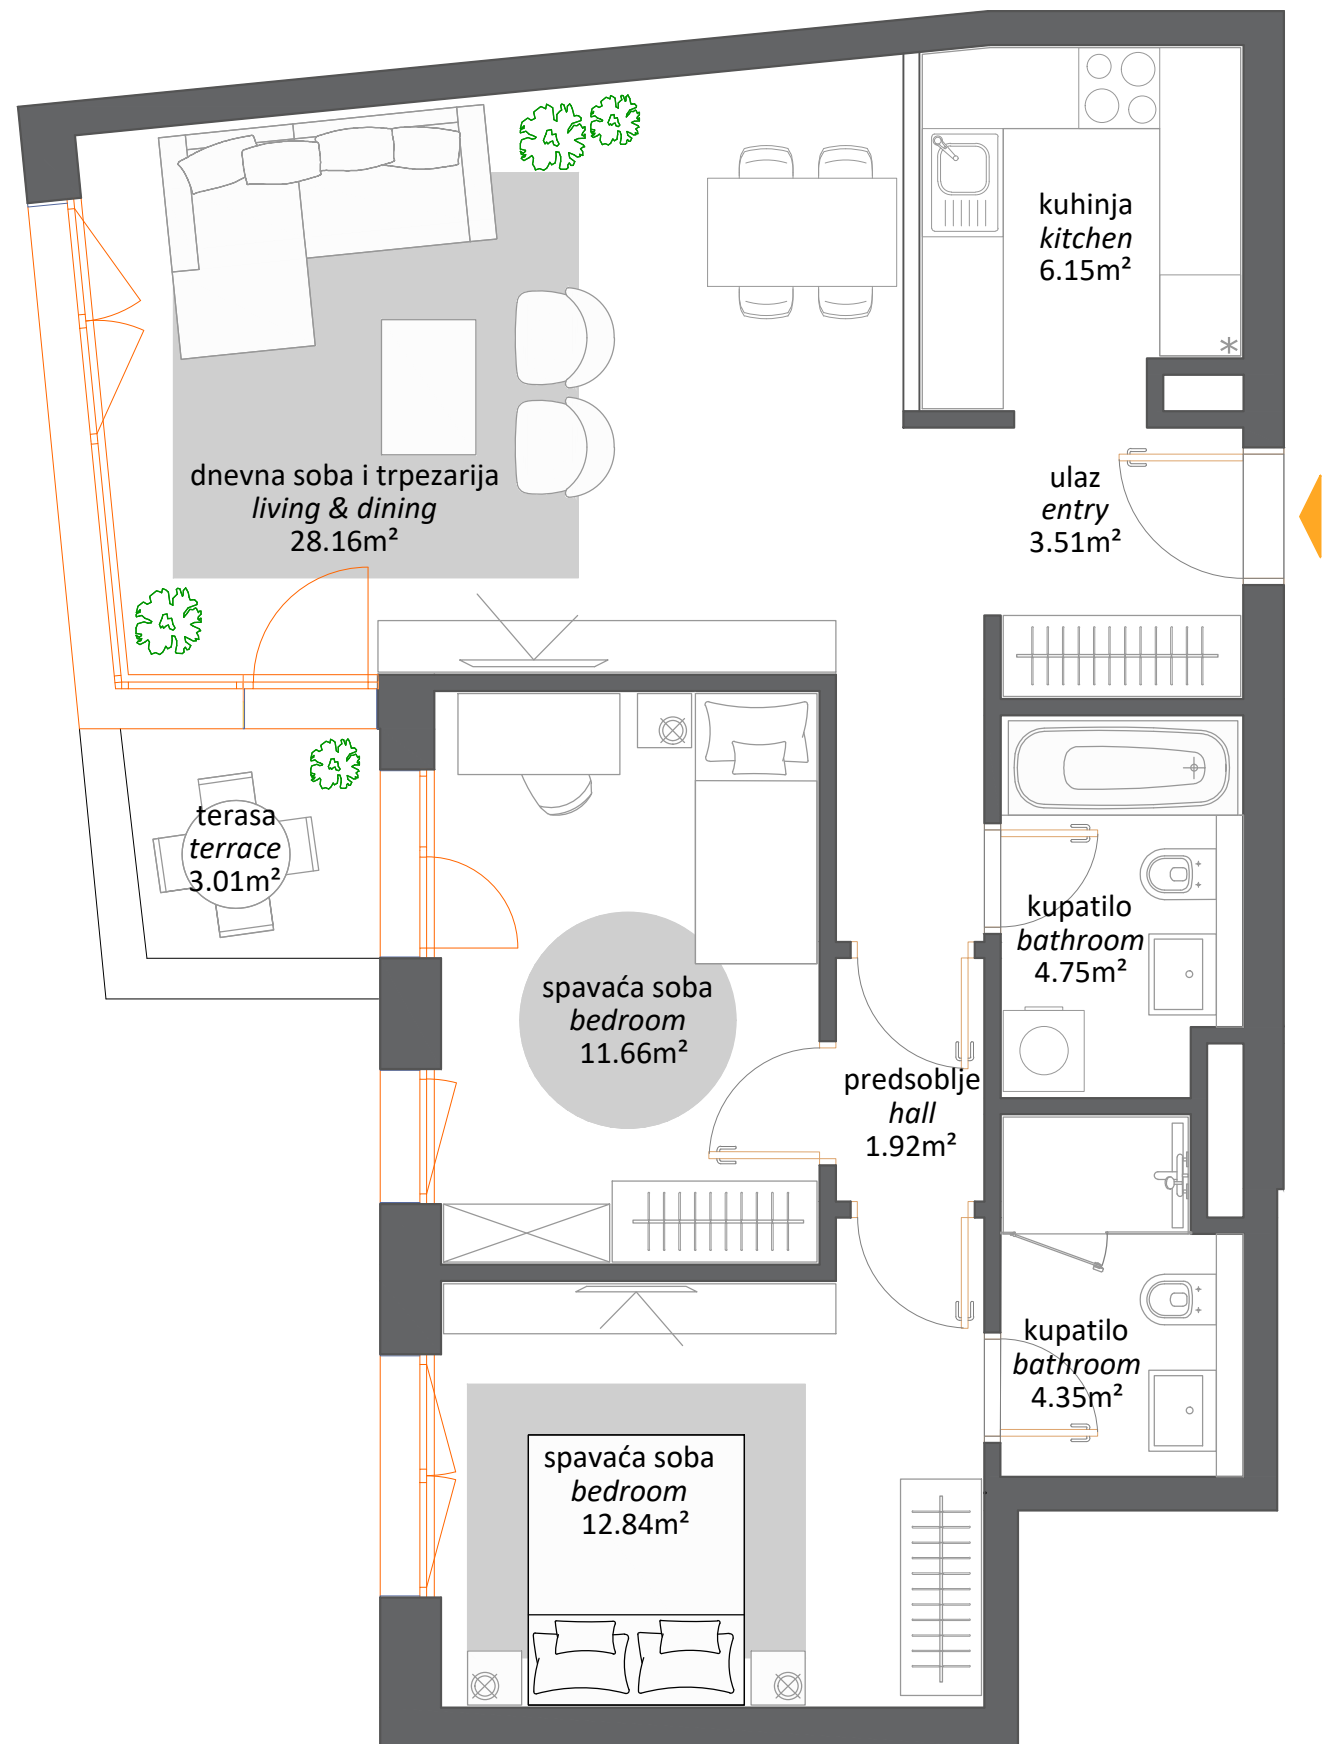 kuhinja
kitchen
6.15m²
dnevna soba i trpezarija
living & dining
28.16m²
ulaz
entry
3.51m²
terasa
terrace
3.01m²
kupatilo
bathroom
4.75m²
spavaća soba
bedroom
11.66m²
predsoblje
hall
1.92m²
kupatilo
bathroom
4.35m²
spavaća soba
bedroom
12.84m²